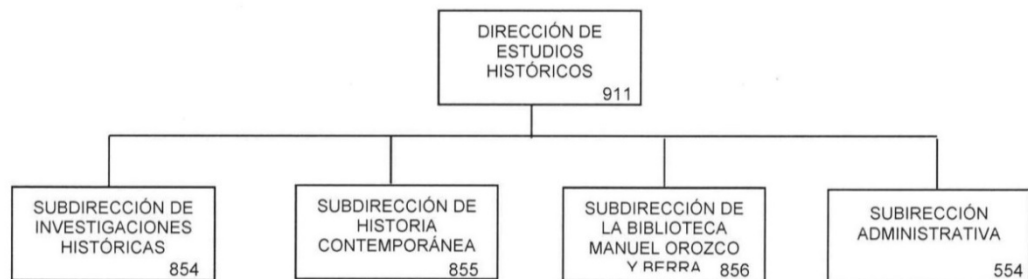 DIRECCIÓN DE
ESTUDIOS
HISTÓRICOS
911
SUBDIRECCIÓN DE
INVESTIGACIONES
HISTÓRICAS
854
SUBDIRECCIÓN DE
HISTORIA
CONTEMPORÁNEA
855
SUBDIRECCIÓN DE
LA BIBLIOTECA
MANUEL OROZCO
Y BERRA 856
SUBIRECCIÓN
ADMINISTRATIVA
554